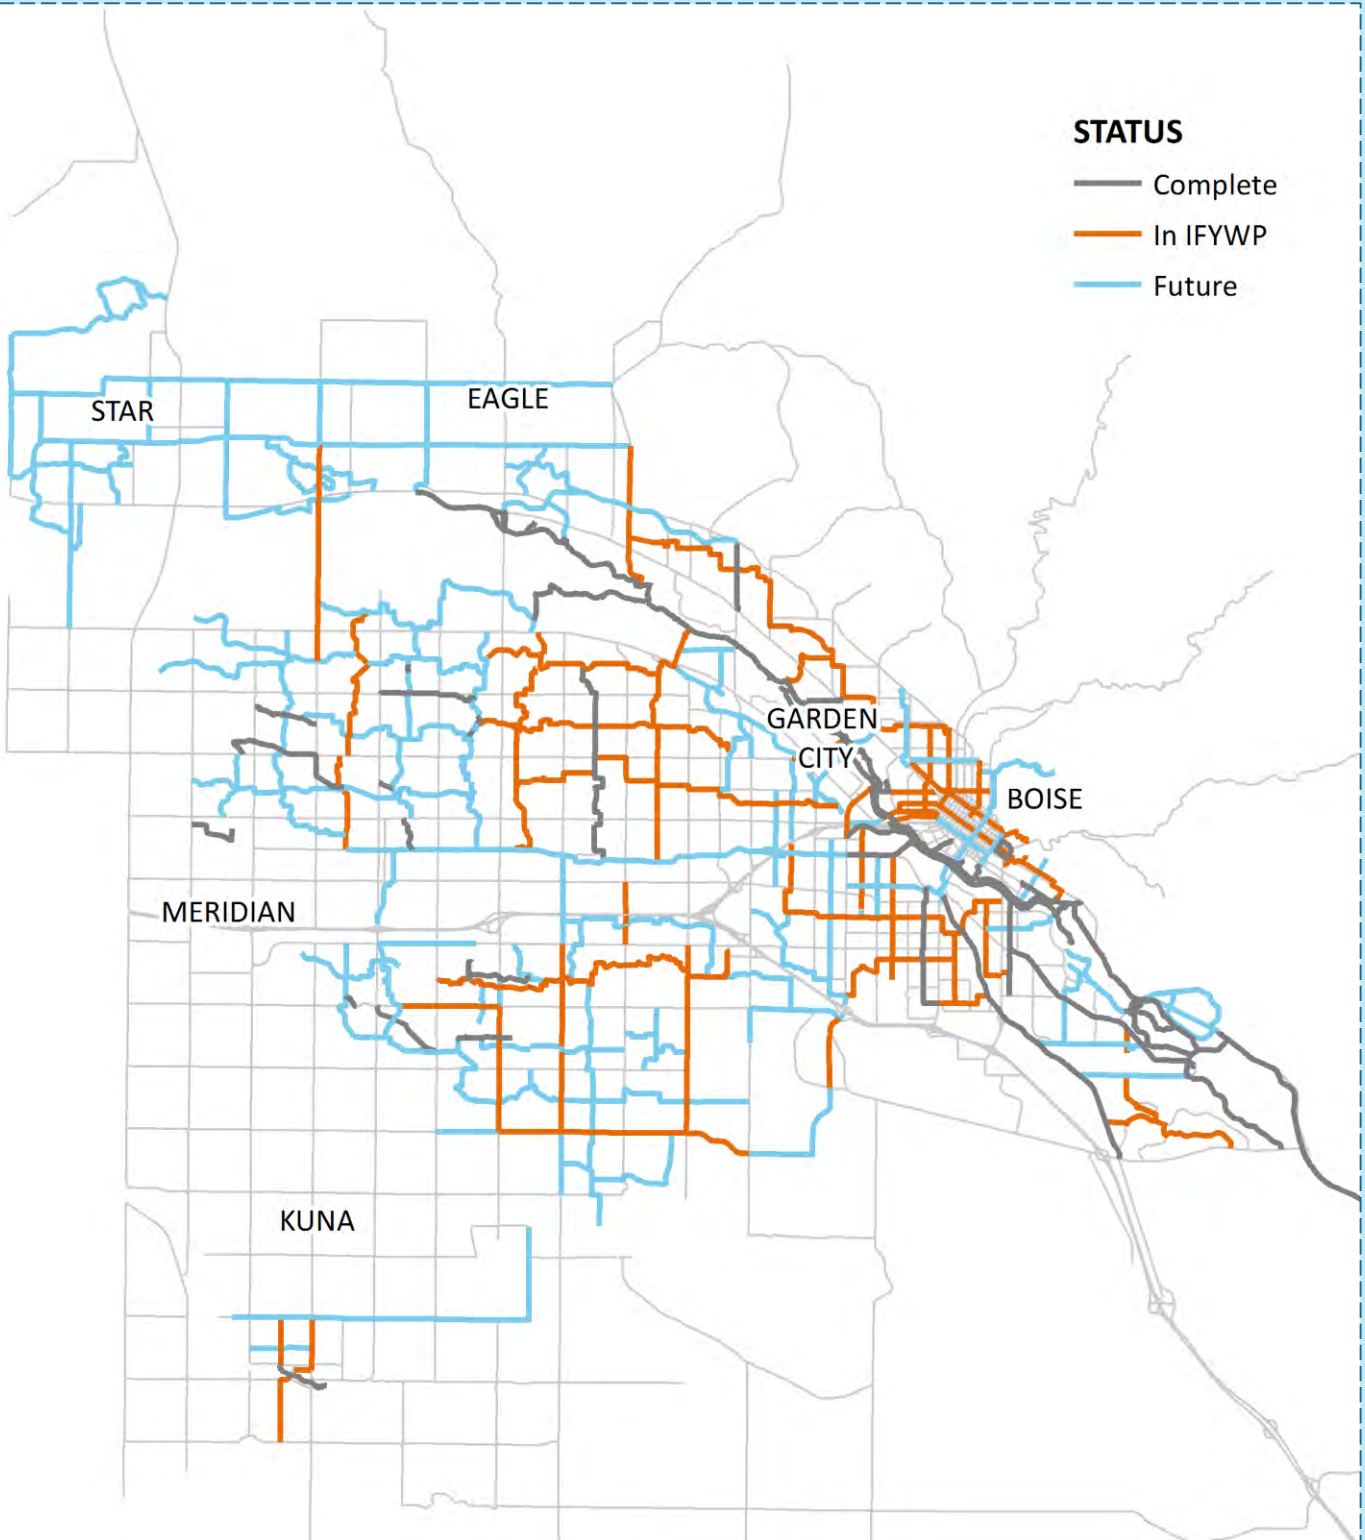 STATUS
Complete
In IFYWP
Future
EAGLE
STAR
GARDEN
CITY
BOISE
MERIDIAN
KUNA